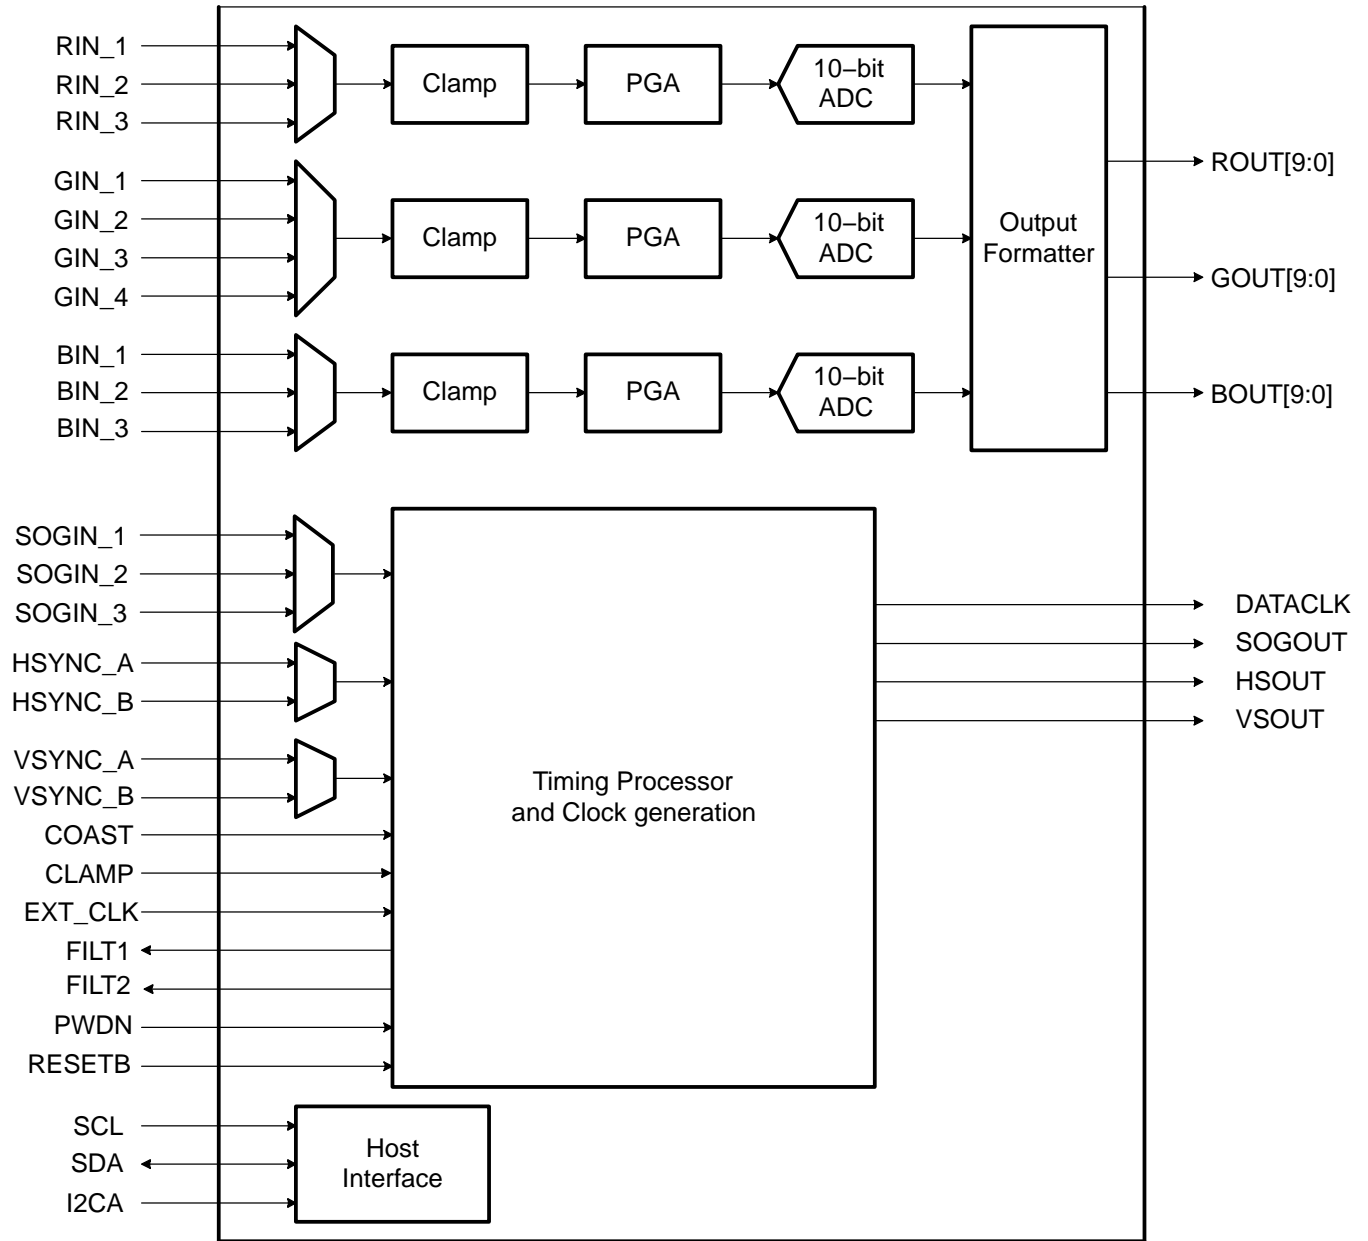 RIN_1
RIN_2
RIN_3
Clamp
PGA
10−bit
ADC
GIN_1
GIN_2
GIN_3
GIN_4
Clamp
PGA
10−bit
ADC
BIN_1
BIN_2
BIN_3
Clamp
PGA
10−bit
ADC
Output
Formatter
ROUT[9:0]
GOUT[9:0]
BOUT[9:0]
SOGIN_1
SOGIN_2
SOGIN_3
HSYNC_A
HSYNC_B
VSYNC_A
VSYNC_B
COAST
CLAMP
EXT_CLK
FILT1
FILT2
PWDN
RESETB
Timing Processor
and Clock generation
DATACLK
SOGOUT
HSOUT
VSOUT
SCL
SDA
I2CA
Host
Interface